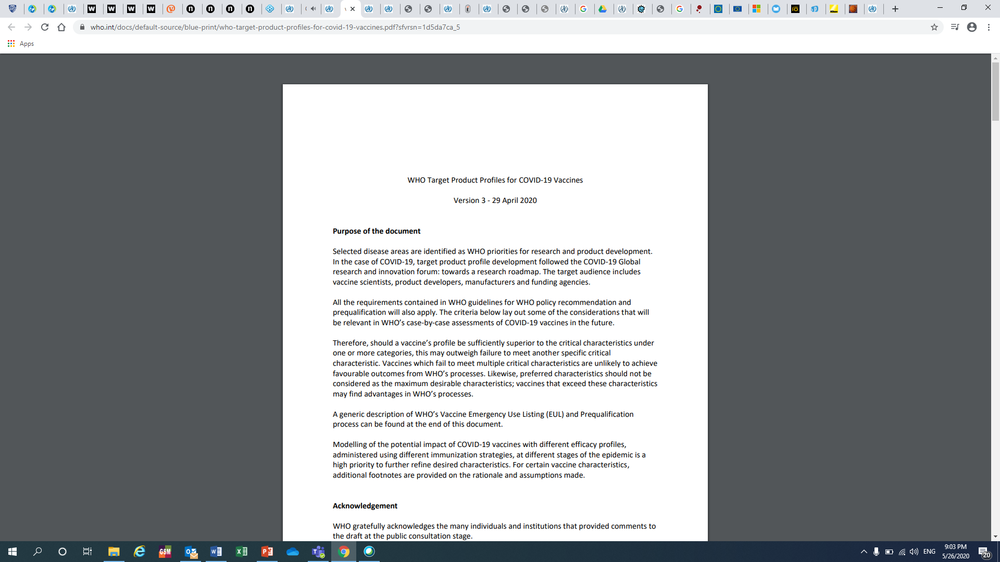 who.int/docs/default-source/blue-print/who-target-product-profiles-for-covid-19-vaccines.pdf?sfvrsn=1d5da7ca_5
Apps
WHO Target Product Profiles for COVID-19 Vaccines
Version 3 - 29 April 2020
Purpose of the document
Selected disease areas are identified as WHO priorities for research and product development.
In the case of COVID-19, target product profile development followed the COVID-19 Global
research and innovation forum: towards a research roadmap. The target audience includes
vaccine scientists, product developers, manufacturers and funding agencies.
All the requirements contained in WHO guidelines for WHO policy recommendation and
prequalification will also apply. The criteria below lay out some of the considerations that will
be relevant in WHO’s case-by-case assessments of COVID-19 vaccines in the future.
Therefore, should a vaccine’s profile be sufficiently superior to the critical characteristics under
one or more categories, this may outweigh failure to meet another specific critical
characteristic. Vaccines which fail to meet multiple critical characteristics are unlikely to achieve
favourable outcomes from WHO’s processes. Likewise, preferred characteristics should not be
considered as the maximum desirable characteristics; vaccines that exceed these characteristics
may find advantages in WHO’s processes.
A generic description of WHO’s Vaccine Emergency Use Listing (EUL) and Prequalification
process can be found at the end of this document.
Modelling of the potential impact of COVID-19 vaccines with different efficacy profiles,
administered using different immunization strategies, at different stages of the epidemic is a
high priority to further refine desired characteristics. For certain vaccine characteristics,
additional footnotes are provided on the rationale and assumptions made.
Acknowledgement
WHO gratefully acknowledges the many individuals and institutions that provided comments to
the draft at the public consultation stage.
GSM
ENG
9:03 PM
5/26/2020
20